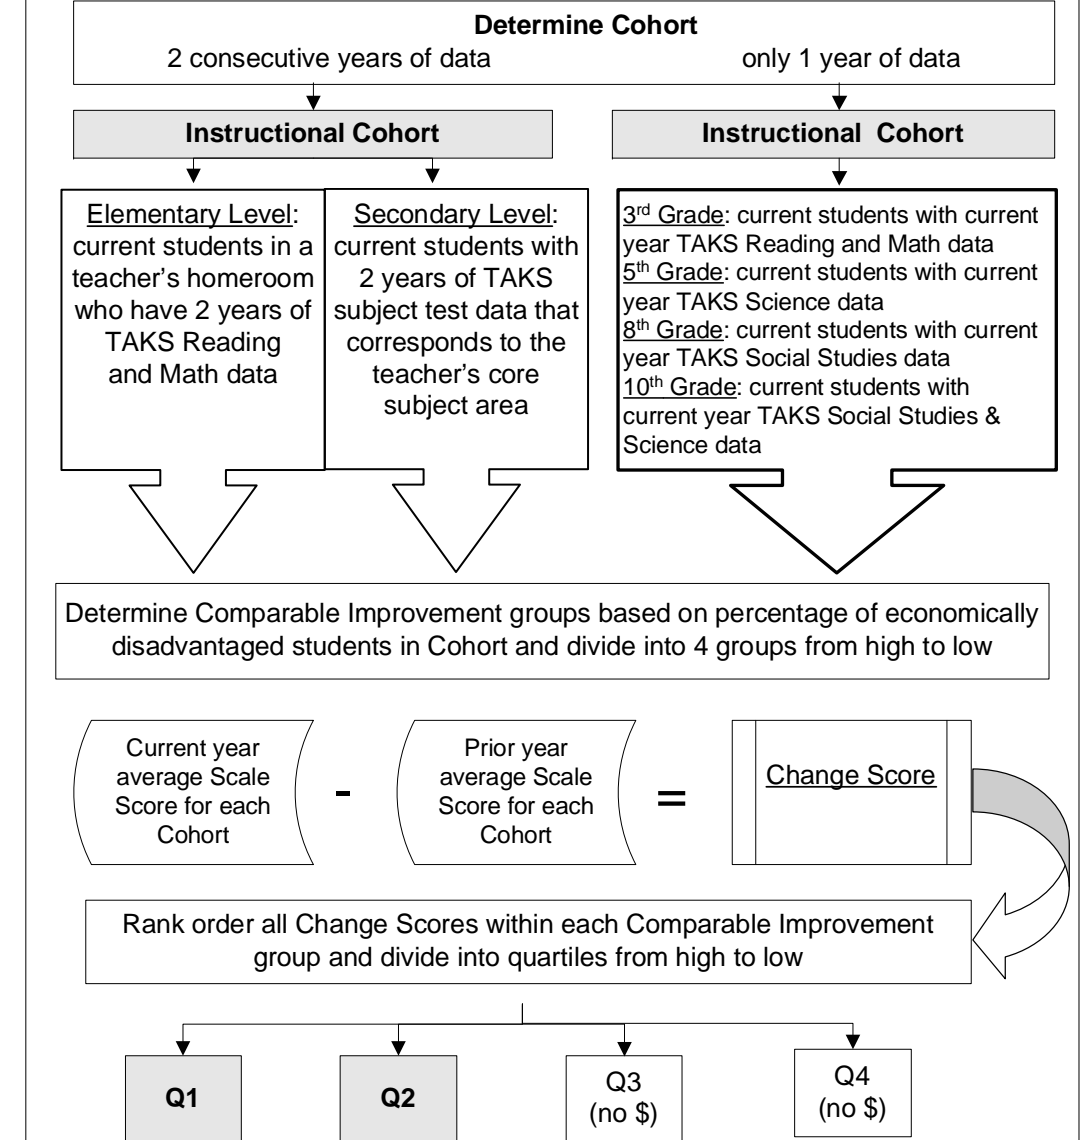 Determine Cohort
2 consecutive years of data
only 1 year of data
Instructional Cohort
Instructional Cohort
Elementary Level:
current students in a
teacher's homeroom
who have 2 years of
TAKS Reading
and Math data
Secondary Level:
current students with
2 years of TAKS
subject test data that
corresponds to the
teacher's core
subject area
3rd Grade: current students with current
year TAKS Reading and Math data
5th Grade: current students with current
year TAKS Science data
8th Grade: current students with current
year TAKS Social Studies data
10th Grade: current students with
current year TAKS Social Studies &
Science data
Determine Comparable Improvement groups based on percentage of economically
disadvantaged students in Cohort and divide into 4 groups from high to low
Current year
average Scale
Score for each
Cohort
-
Prior year
average Scale
Score for each
Cohort
=
Change Score
Rank order all Change Scores within each Comparable Improvement
group and divide into quartiles from high to low
Q1
Q2
Q3
(no $)
Q4
(no $)